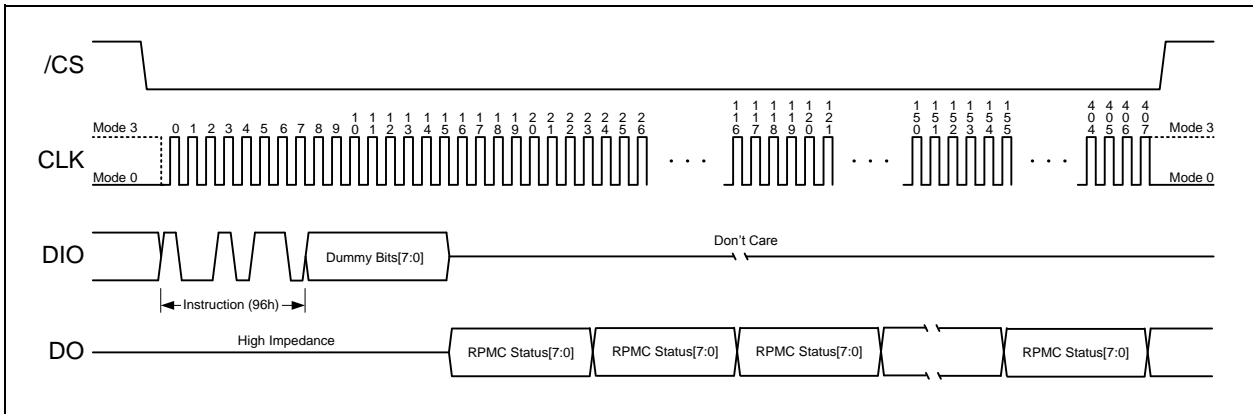 /CS
0 1 2 3 4 5 6 7 8 9 10 11 12 13 14 15 16 17 18 19 20 21 22 23 24 25 26 116 117 118 119 120 121 150 151 152 153 154 155 404 405 406 407
Mode 3
Mode 3
CLK
. . .
. . .
. . .
Mode 0
Mode 0
DIO
Dummy Bits[7:0]
Don't Care
Instruction (96h)
High Impedance
DO
RPMC Status[7:0]
RPMC Status[7:0]
RPMC Status[7:0]
RPMC Status[7:0]